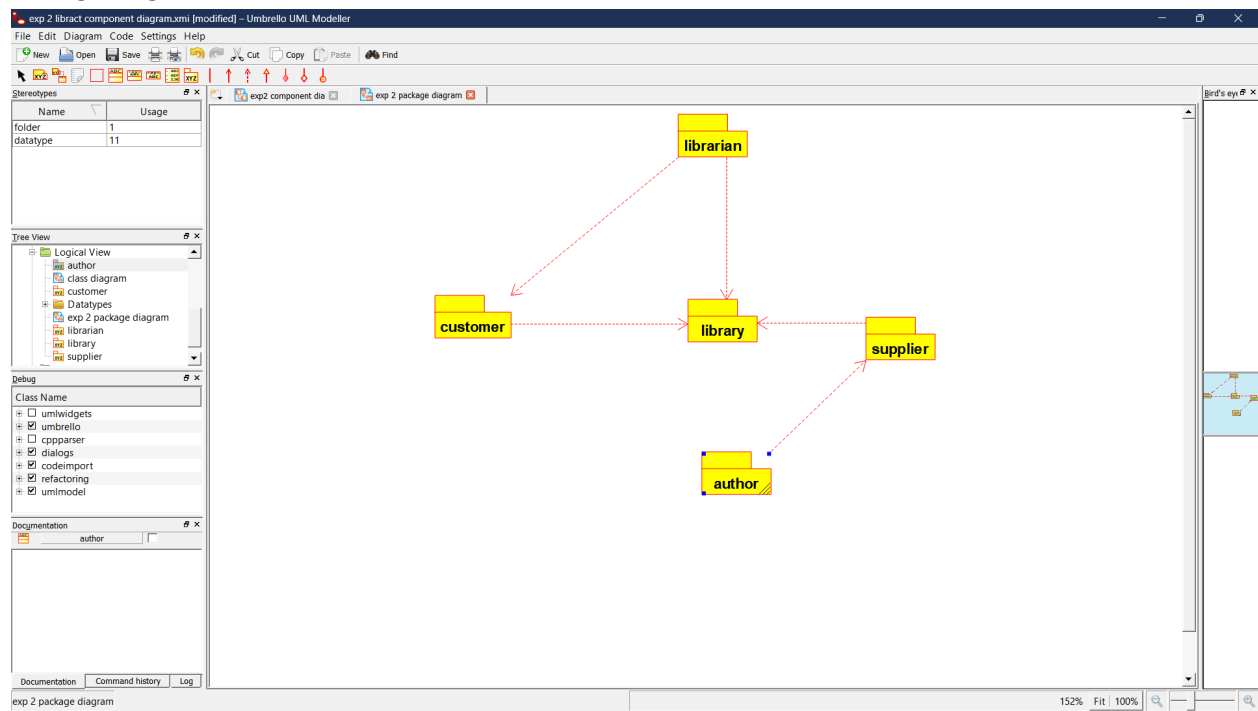 exp 2 libract component diagram.xmi [modified] – Umbrello UML Modeller
File Edit Diagram Code Settings Help
New Open Save Cut Copy Paste Find
Stereotypes
exp2 component dia exp 2 package diagram
Bird's eye
Name Usage
folder 1
datatype 11
librarian
customer
library
supplier
author
Tree View
Logical View
author
class diagram
customer
Datatypes
exp 2 package diagram
librarian
library
supplier
Debug
Class Name
umlwidgets
umbrello
cppparser
dialogs
codeimport
refactoring
umlmodel
Documentation
author
Documentation Command history Log
exp 2 package diagram
152% Fit 100%